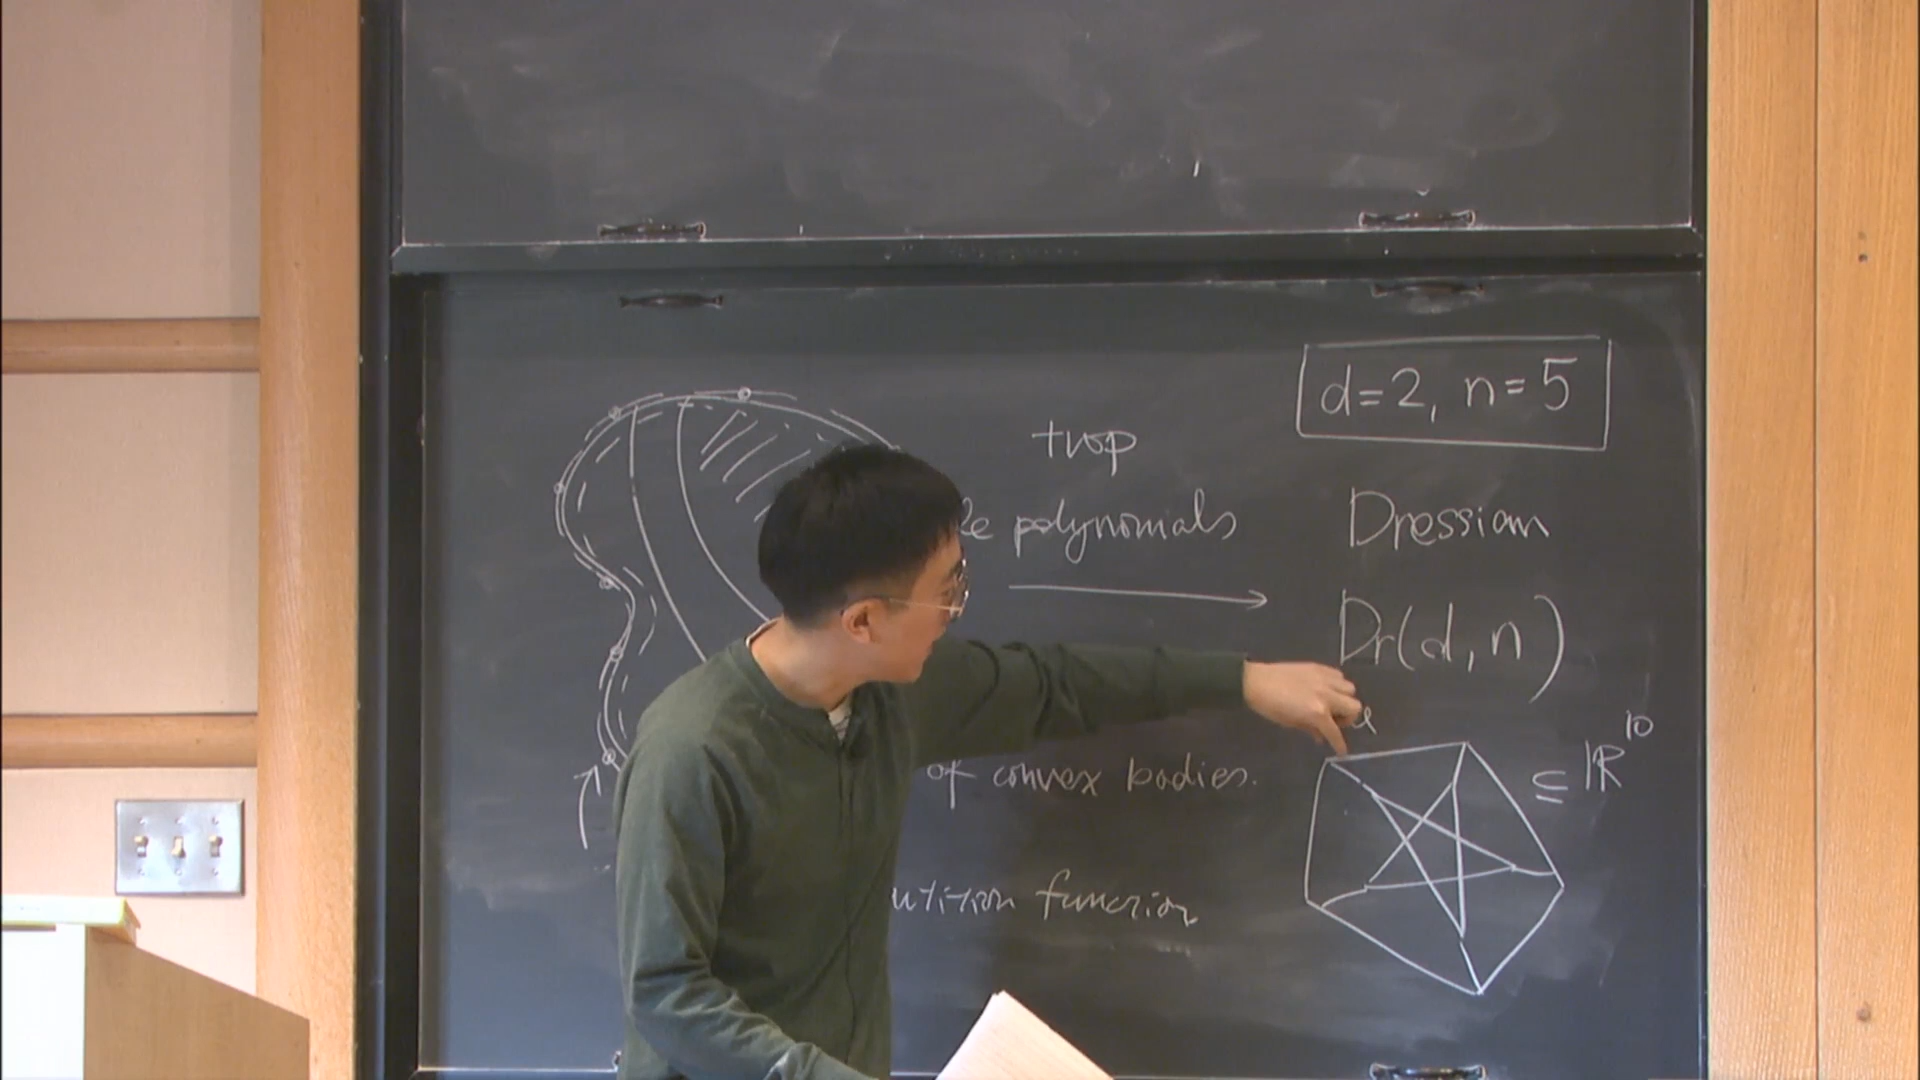 d=2, n=5
trop
polynomials
Dressian
Dr(d,n)
⊆ ℝ¹⁰
of convex bodies.
function